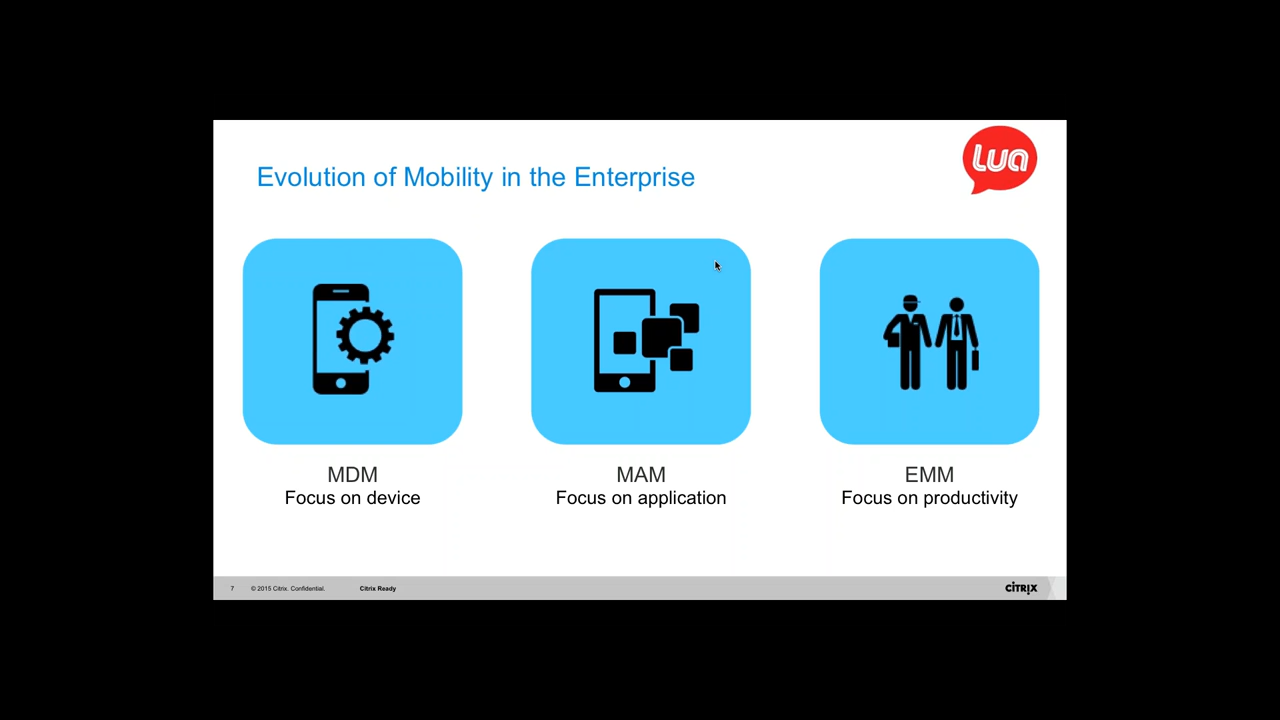 Lua
Evolution of Mobility in the Enterprise
MDM
Focus on device
MAM
Focus on application
EMM
Focus on productivity
7 © 2015 Citrix. Confidential. Citrix Ready
CITRIX